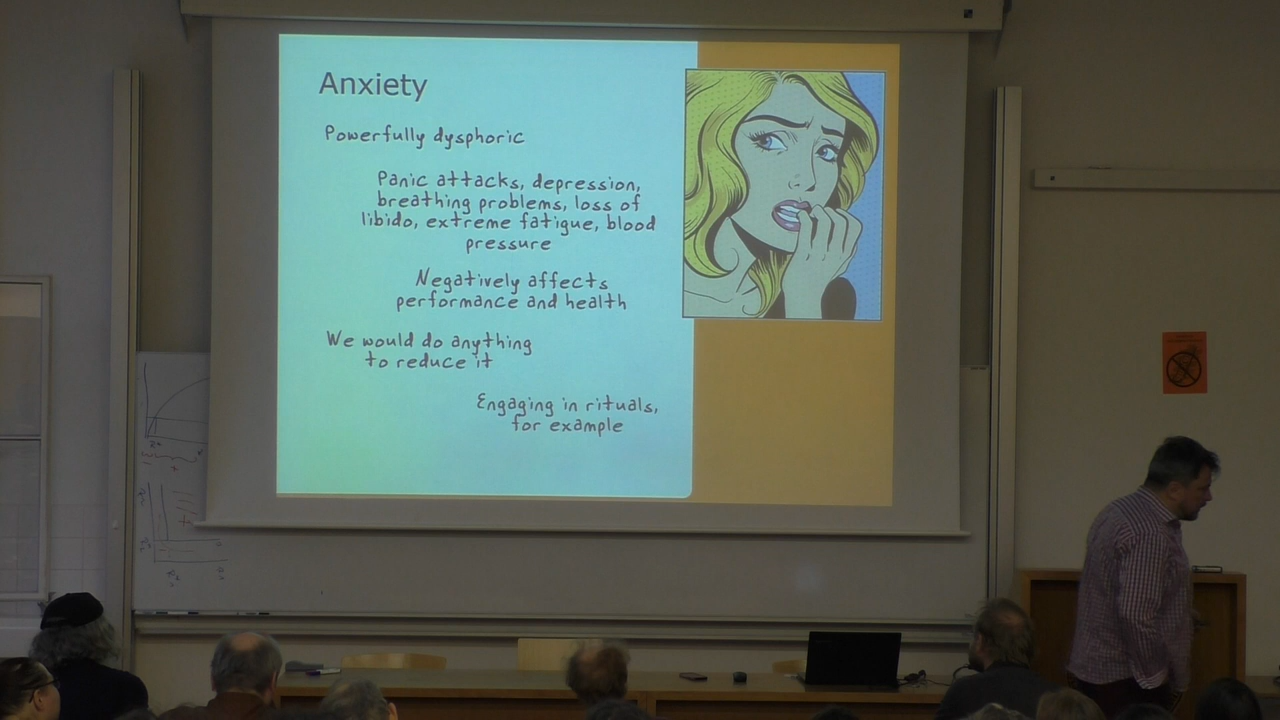 Anxiety
Powerfully dysphoric
Panic attacks, depression,
breathing problems, loss of
libido, extreme fatigue, blood
pressure
Negatively affects
performance and health
We would do anything
to reduce it
Engaging in rituals,
for example